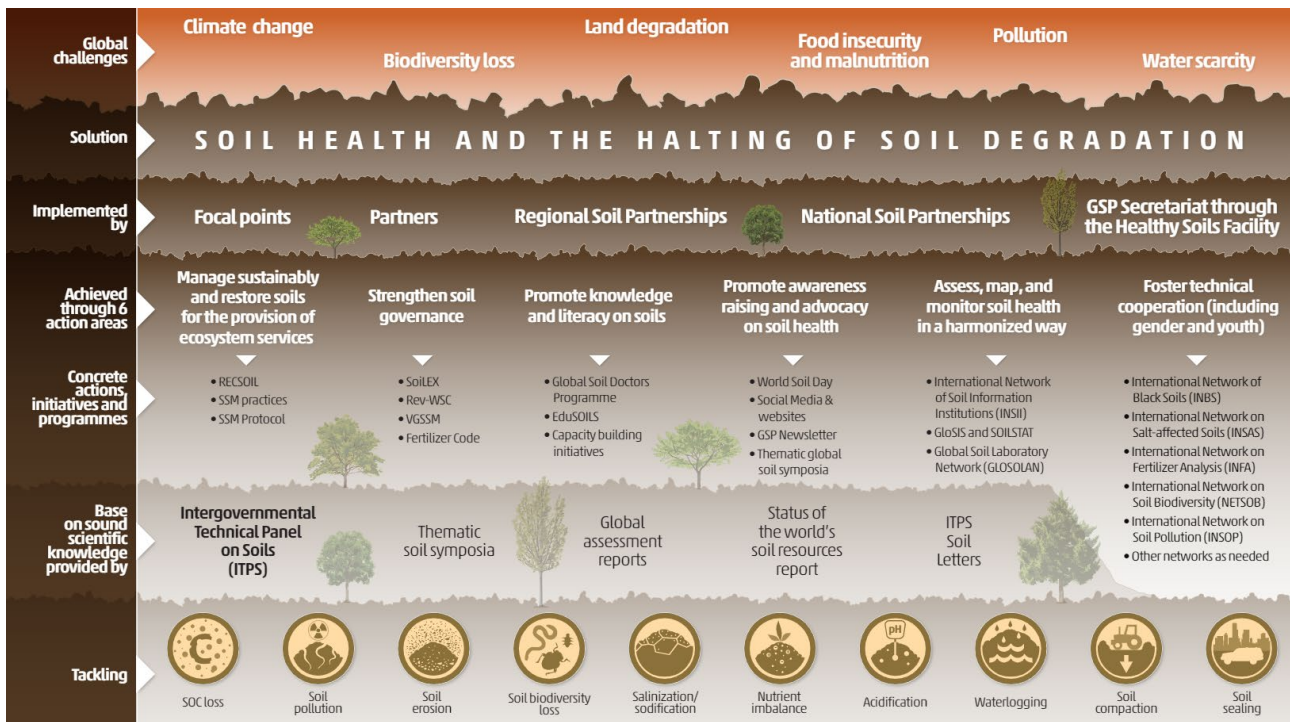 Global
challenges
Climate change
Biodiversity loss
Land degradation
Food insecurity
and malnutrition
Pollution
Water scarcity
Solution
SOIL HEALTH AND THE HALTING OF SOIL DEGRADATION
Implemented
by
Focal points
Partners
Regional Soil Partnerships
National Soil Partnerships
GSP Secretariat through
the Healthy Soils Facility
Achieved
through 6
action areas
Manage sustainably
and restore soils
for the provision of
ecosystem services
Strengthen soil
governance
Promote knowledge
and literacy on soils
Promote awareness
raising and advocacy
on soil health
Assess, map, and
monitor soil health
in a harmonized way
Foster technical
cooperation (including
gender and youth)
Concrete
actions,
initiatives and
programmes
• RECSOIL
• SSM practices
• SSM Protocol
• SoiLEX
• Rev-WSC
• VGSSM
• Fertilizer Code
• Global Soil Doctors
Programme
• EduSOILS
• Capacity building
initiatives
• World Soil Day
• Social Media &
websites
• GSP Newsletter
• Thematic global
soil symposia
• International Network
of Soil Information
Institutions (INSII)
• GloSIS and SOILSTAT
• Global Soil Laboratory
Network (GLOSOLAN)
• International Network of
Black Soils (INBS)
• International Network on
Salt-affected Soils (INSAS)
• International Network on
Fertilizer Analysis (INFA)
• International Network on
Soil Biodiversity (NETSOB)
• International Network on
Soil Pollution (INSOP)
• Other networks as needed
Base
on sound
scientific
knowledge
provided by
Intergovernmental
Technical Panel
on Soils
(ITPS)
Thematic
soil symposia
Global
assessment
reports
Status of
the world's
soil resources
report
ITPS
Soil
Letters
Tackling
C
SOC loss
Soil
pollution
Soil
erosion
Soil biodiversity
loss
Salinization/
sodification
Nutrient
imbalance
pH
Acidification
Waterlogging
Soil
compaction
Soil
sealing